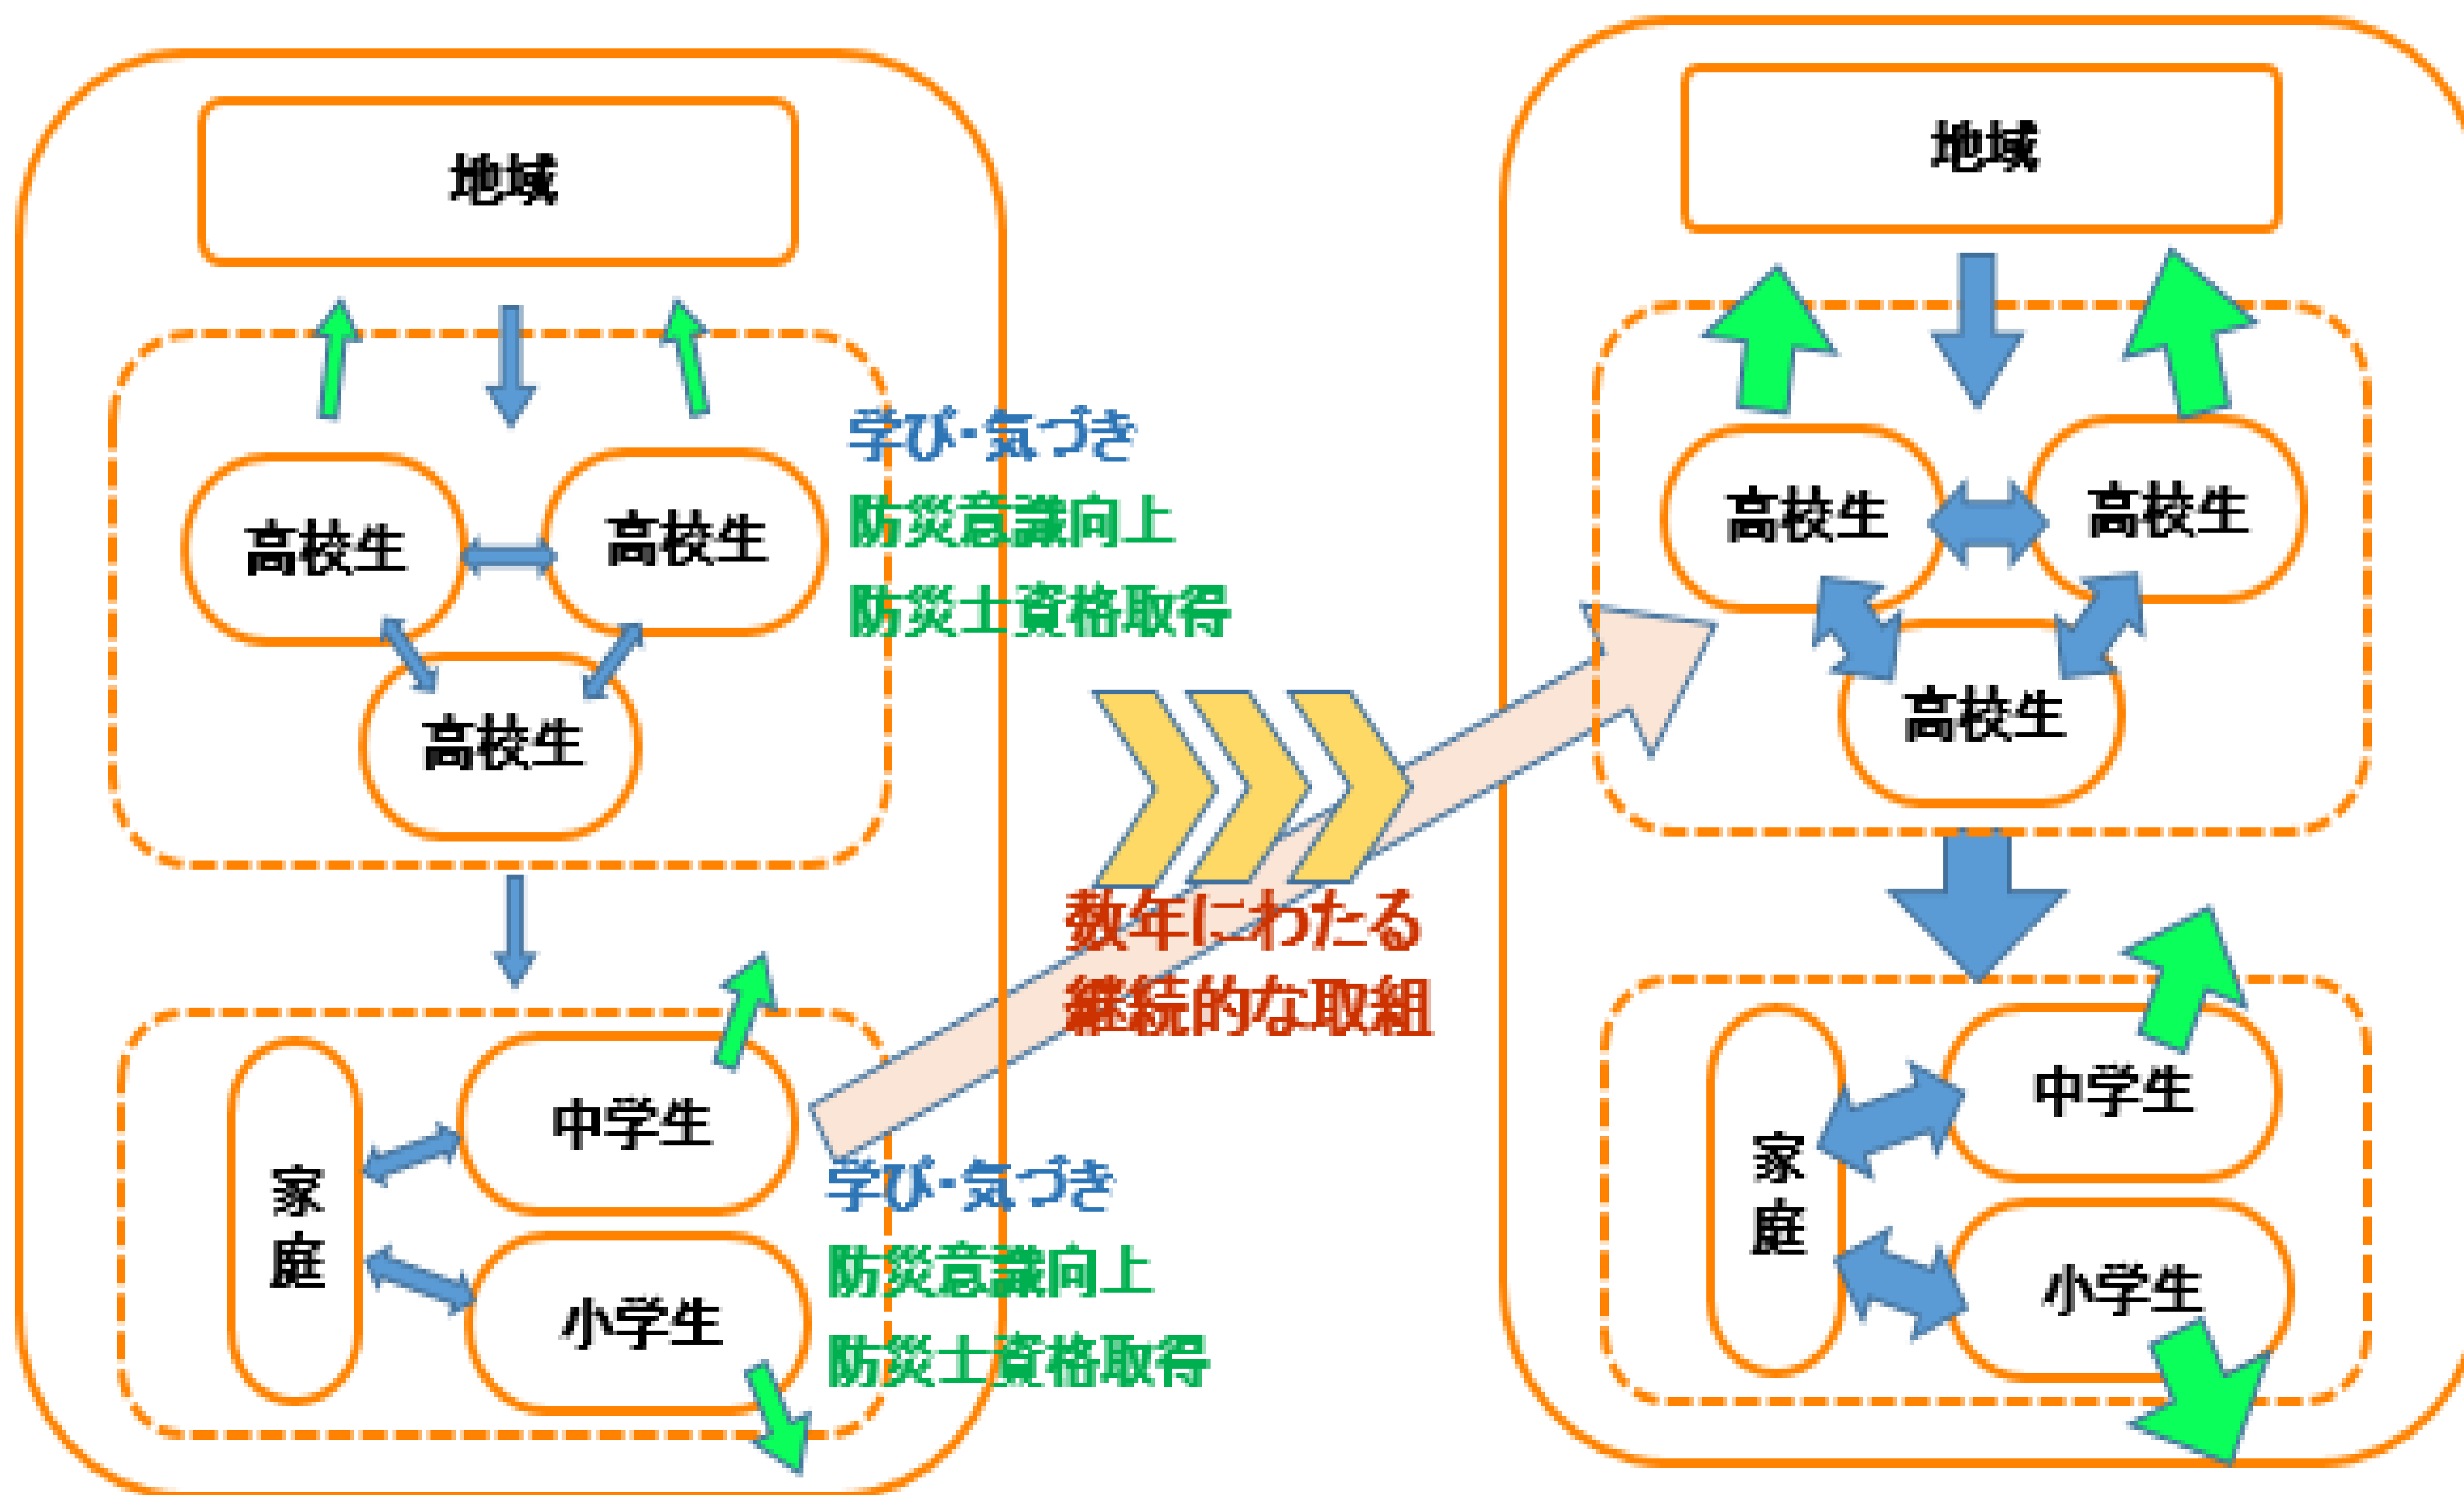 地域
学び・気づき
防災意識向上
防災士資格取得
高校生
高校生
高校生
数年にわたる
継続的な取組
家庭
中学生
小学生
学び・気づき
防災意識向上
防災士資格取得
地域
高校生
高校生
高校生
家庭
中学生
小学生